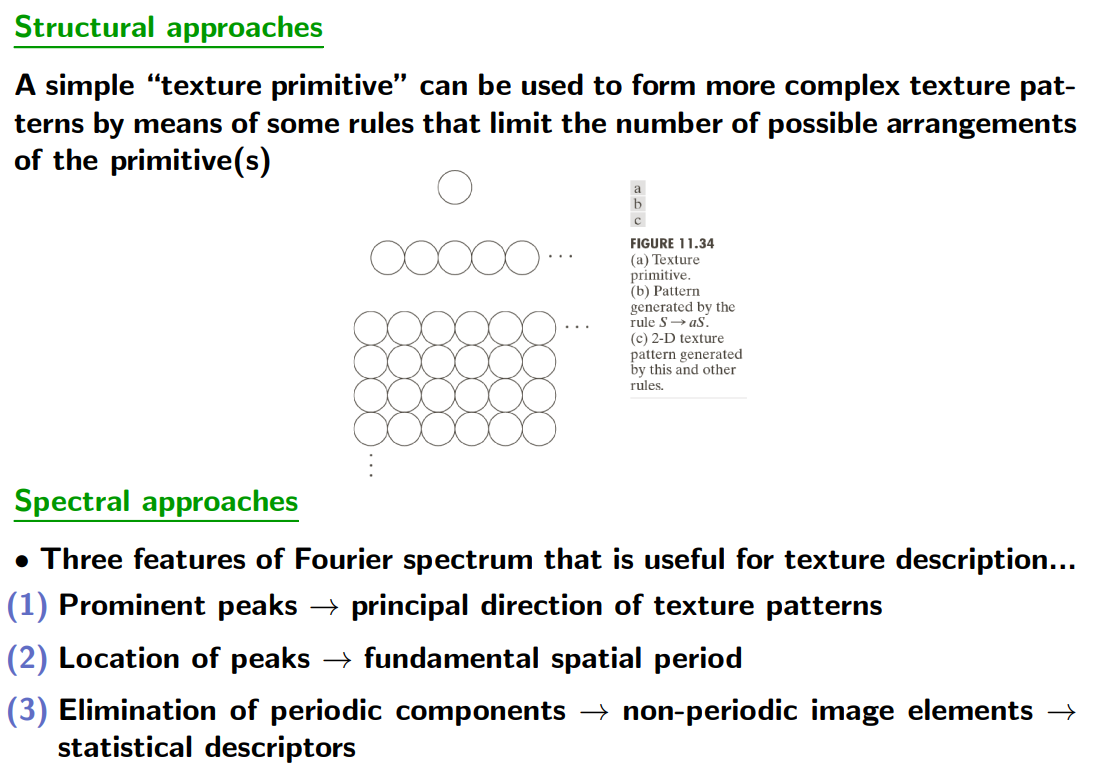 Structural approaches
A simple “texture primitive” can be used to form more complex texture pat-
terns by means of some rules that limit the number of possible arrangements
of the primitive(s)
a
b
c
FIGURE 11.34
(a) Texture
primitive.
(b) Pattern
generated by the
rule S → aS.
(c) 2-D texture
pattern generated
by this and other
rules.
Spectral approaches
• Three features of Fourier spectrum that is useful for texture description...
(1) Prominent peaks → principal direction of texture patterns
(2) Location of peaks → fundamental spatial period
(3) Elimination of periodic components → non-periodic image elements →
statistical descriptors